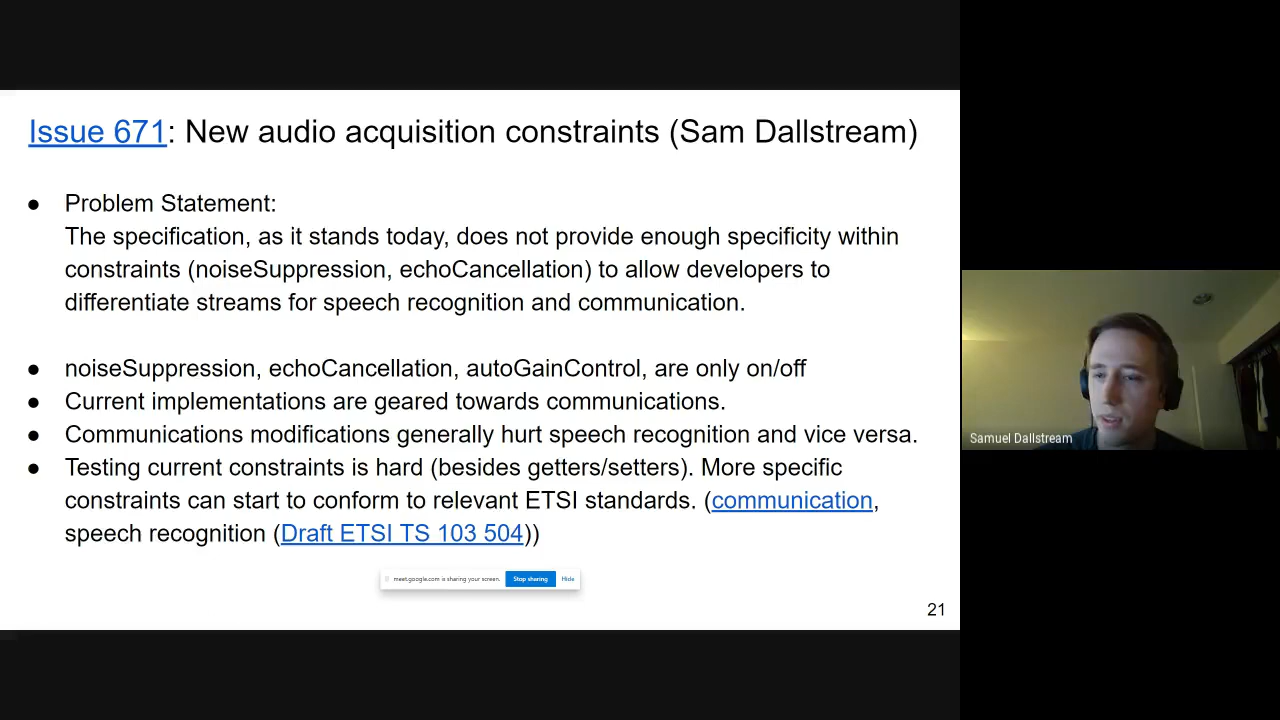 Issue 671: New audio acquisition constraints (Sam Dallstream)
● Problem Statement:
The specification, as it stands today, does not provide enough specificity within
constraints (noiseSuppression, echoCancellation) to allow developers to
differentiate streams for speech recognition and communication.
● noiseSuppression, echoCancellation, autoGainControl, are only on/off
● Current implementations are geared towards communications.
● Communications modifications generally hurt speech recognition and vice versa.
● Testing current constraints is hard (besides getters/setters). More specific
constraints can start to conform to relevant ETSI standards. (communication,
speech recognition (Draft ETSI TS 103 504))
meet.google.com is sharing your screen. Stop sharing Hide
21
Samuel Dallstream